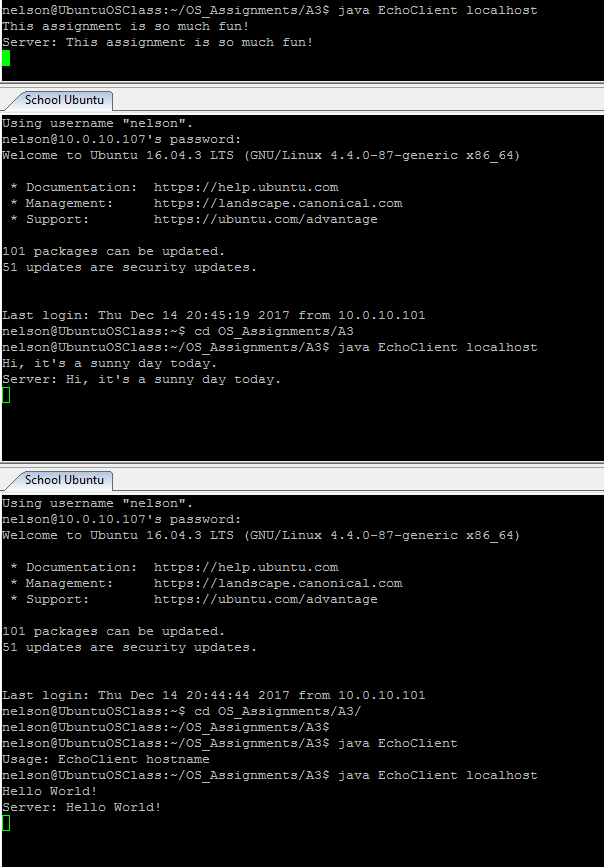 nelson@UbuntuOSClass:~/OS_Assignments/A3$ java EchoClient localhost
This assignment is so much fun!
Server: This assignment is so much fun!
School Ubuntu
Using username "nelson".
nelson@10.0.10.107's password:
Welcome to Ubuntu 16.04.3 LTS (GNU/Linux 4.4.0-87-generic x86_64)
* Documentation:  https://help.ubuntu.com
* Management:     https://landscape.canonical.com
* Support:        https://ubuntu.com/advantage
101 packages can be updated.
51 updates are security updates.
Last login: Thu Dec 14 20:45:19 2017 from 10.0.10.101
nelson@UbuntuOSClass:~$ cd OS_Assignments/A3
nelson@UbuntuOSClass:~/OS_Assignments/A3$ java EchoClient localhost
Hi, it's a sunny day today.
Server: Hi, it's a sunny day today.
School Ubuntu
Using username "nelson".
nelson@10.0.10.107's password:
Welcome to Ubuntu 16.04.3 LTS (GNU/Linux 4.4.0-87-generic x86_64)
* Documentation:  https://help.ubuntu.com
* Management:     https://landscape.canonical.com
* Support:        https://ubuntu.com/advantage
101 packages can be updated.
51 updates are security updates.
Last login: Thu Dec 14 20:44:44 2017 from 10.0.10.101
nelson@UbuntuOSClass:~$ cd OS_Assignments/A3/
nelson@UbuntuOSClass:~/OS_Assignments/A3$
nelson@UbuntuOSClass:~/OS_Assignments/A3$ java EchoClient
Usage: EchoClient hostname
nelson@UbuntuOSClass:~/OS_Assignments/A3$ java EchoClient localhost
Hello World!
Server: Hello World!